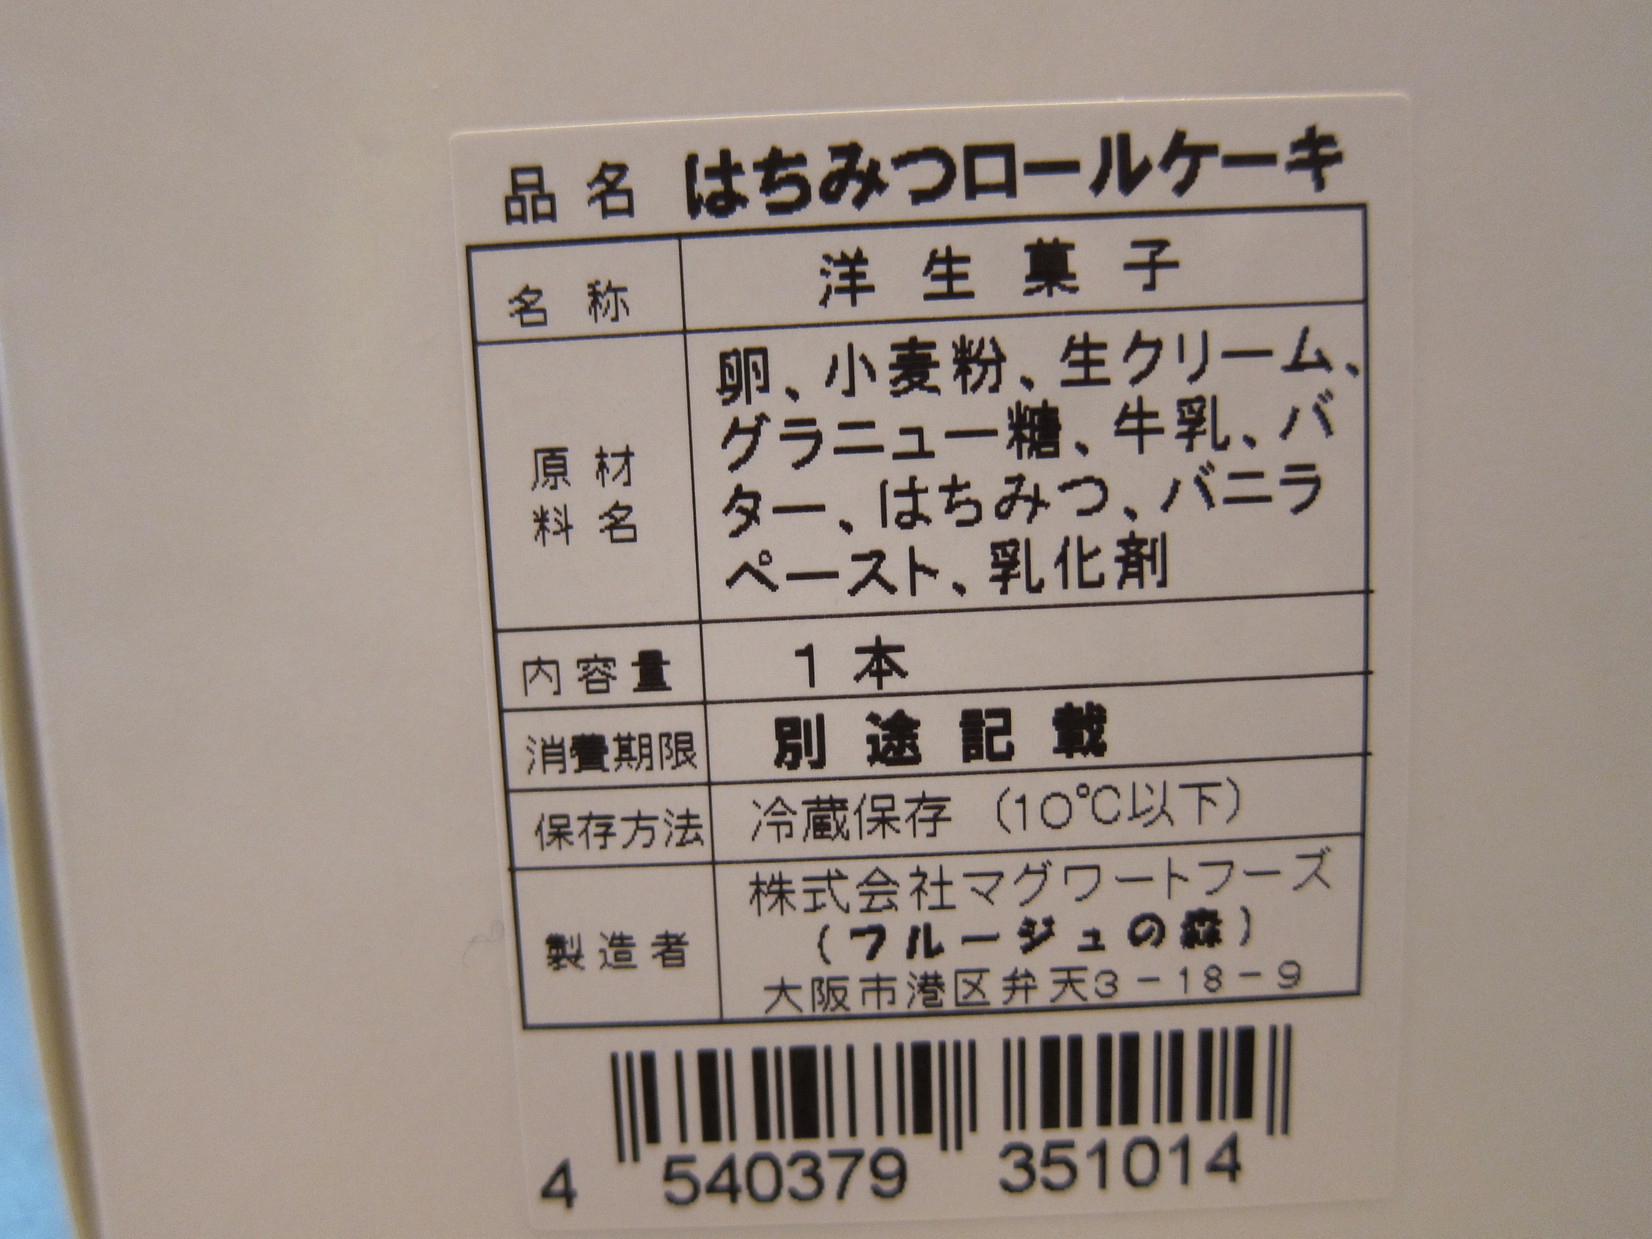 品名 はちみつロールケーキ
名称 洋生菓子
原材料名 卵、小麦粉、生クリーム、
グラニュー糖、牛乳、バ
ター、はちみつ、バニラ
ペースト、乳化剤
内容量 1本
消費期限 別途記載
保存方法 冷蔵保存（10℃以下）
製造者 株式会社マグワートフーズ
（フルージュの森）
大阪市港区弁天3－18－9
4 540379 351014